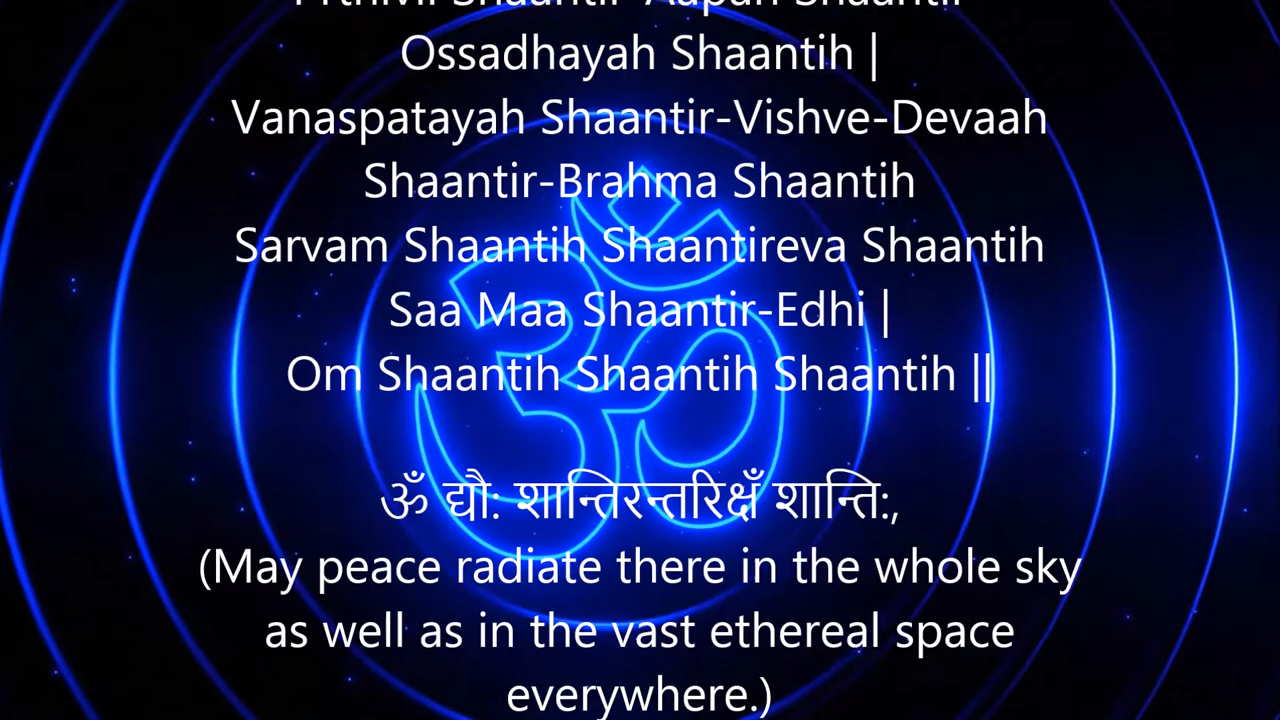 Ossadhayah Shaantih |
Vanaspatayah Shaantir-Vishve-Devaah
Shaantir-Brahma Shaantih
Sarvam Shaantih Shaantireva Shaantih
Saa Maa Shaantir-Edhi |
Om Shaantih Shaantih Shaantih ||
ॐ द्यौ: शान्तिरन्तरिक्षँ शान्ति:,
(May peace radiate there in the whole sky
as well as in the vast ethereal space
everywhere.)